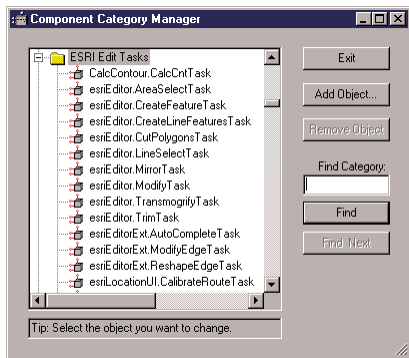 Component Category Manager
ESRI Edit Tasks
CalcContour.CalcCntTask
esriEditor.AreaSelectTask
esriEditor.CreateFeatureTask
esriEditor.CreateLineFeaturesTask
esriEditor.CutPolygonsTask
esriEditor.LineSelectTask
esriEditor.MirrorTask
esriEditor.ModifyTask
esriEditor.TransmogrifyTask
esriEditor.TrimTask
esriEditorExt.AutoCompleteTask
esriEditorExt.ModifyEdgeTask
esriEditorExt.ReshapeEdgeTask
esriLocationUI.CalibrateRouteTask
Exit
Add Object...
Remove Object
Find Category:
Find
Find Next
Tip: Select the object you want to change.